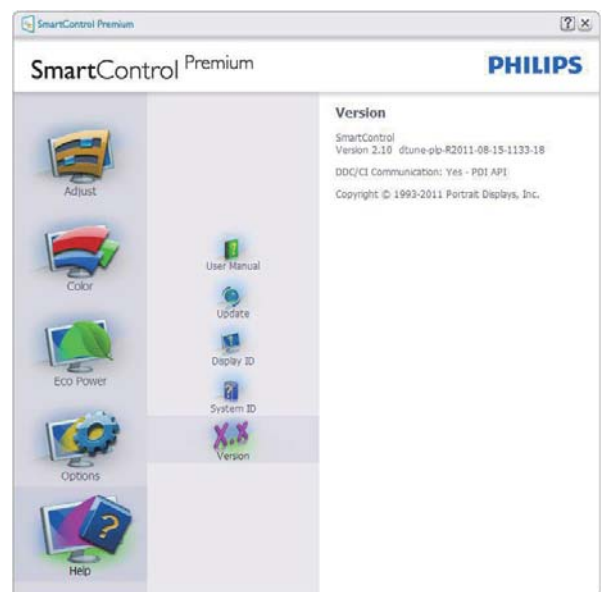 SmartControl Premium
SmartControl Premium
PHILIPS
Adjust
Color
Eco Power
Options
Help
User Manual
Update
Display ID
System ID
X.X
Version
Version
SmartControl
Version 2.10 dtune-plp-R2011-08-15-1133-18
DDC/CI Communication: Yes - PDI API
Copyright © 1993-2011 Portrait Displays, Inc.